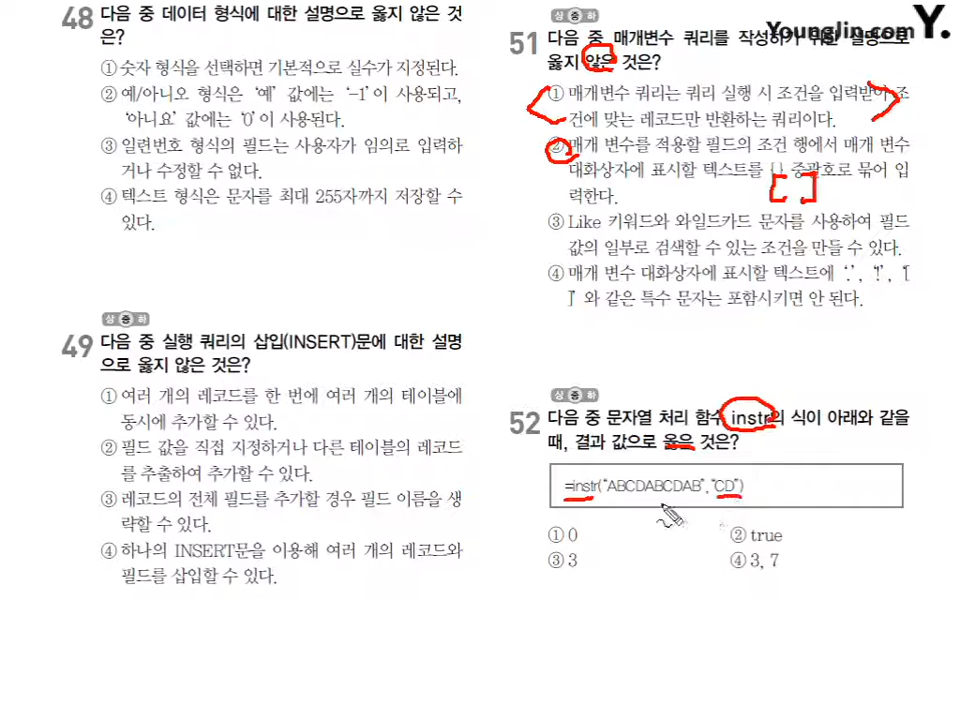 48 다음 중 데이터 형식에 대한 설명으로 옳지 않은 것
은?
① 숫자 형식을 선택하면 기본적으로 실수가 지정된다.
② 예/아니오 형식은 '예' 값에는 '-1'이 사용되고,
'아니요' 값에는 '0'이 사용된다.
③ 일련번호 형식의 필드는 사용자가 임의로 입력하
거나 수정할 수 없다.
④ 텍스트 형식은 문자를 최대 255자까지 저장할 수
있다.
상 중 하
49 다음 중 실행 쿼리의 삽입(INSERT)문에 대한 설명
으로 옳지 않은 것은?
① 여러 개의 레코드를 한 번에 여러 개의 테이블에
동시에 추가할 수 있다.
② 필드 값을 직접 지정하거나 다른 테이블의 레코드
를 추출하여 추가할 수 있다.
③ 레코드의 전체 필드를 추가할 경우 필드 이름을 생
략할 수 있다.
④ 하나의 INSERT문을 이용해 여러 개의 레코드와
필드를 삽입할 수 있다.
상 중 하
YoungJin.com Y.
51 다음 중 매개변수 쿼리를 작성하기 위한 설명으로
옳지 않은 것은?
① 매개변수 쿼리는 쿼리 실행 시 조건을 입력받아 조
건에 맞는 레코드만 반환하는 쿼리이다.
② 매개 변수를 적용할 필드의 조건 행에서 매개 변수
대화상자에 표시할 텍스트를 { } 중괄호로 묶어 입
력한다.
[ ]
③ Like 키워드와 와일드카드 문자를 사용하여 필드
값의 일부로 검색할 수 있는 조건을 만들 수 있다.
④ 매개 변수 대화상자에 표시할 텍스트에 '.', '!', '[
]' 와 같은 특수 문자는 포함시키면 안 된다.
상 중 하
52 다음 중 문자열 처리 함수 instr의 식이 아래와 같을
때, 결과 값으로 옳은 것은?
=instr("ABCDABCDAB", "CD")
① 0 ② true
③ 3 ④ 3, 7